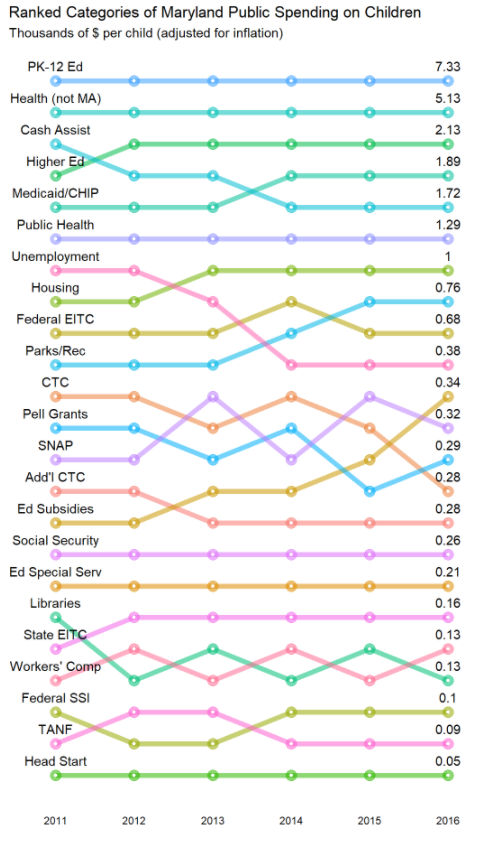 Ranked Categories of Maryland Public Spending on Children
Thousands of $ per child (adjusted for inflation)
PK-12 Ed 7.33
Health (not MA) 5.13
Cash Assist 2.13
Higher Ed 1.89
Medicaid/CHIP 1.72
Public Health 1.29
Unemployment 1
Housing 0.76
Federal EITC 0.68
Parks/Rec 0.38
CTC 0.34
Pell Grants 0.32
SNAP 0.29
Add'l CTC 0.28
Ed Subsidies 0.28
Social Security 0.26
Ed Special Serv 0.21
Libraries 0.16
State EITC 0.13
Workers' Comp 0.13
Federal SSI 0.1
TANF 0.09
Head Start 0.05
2011 2012 2013 2014 2015 2016